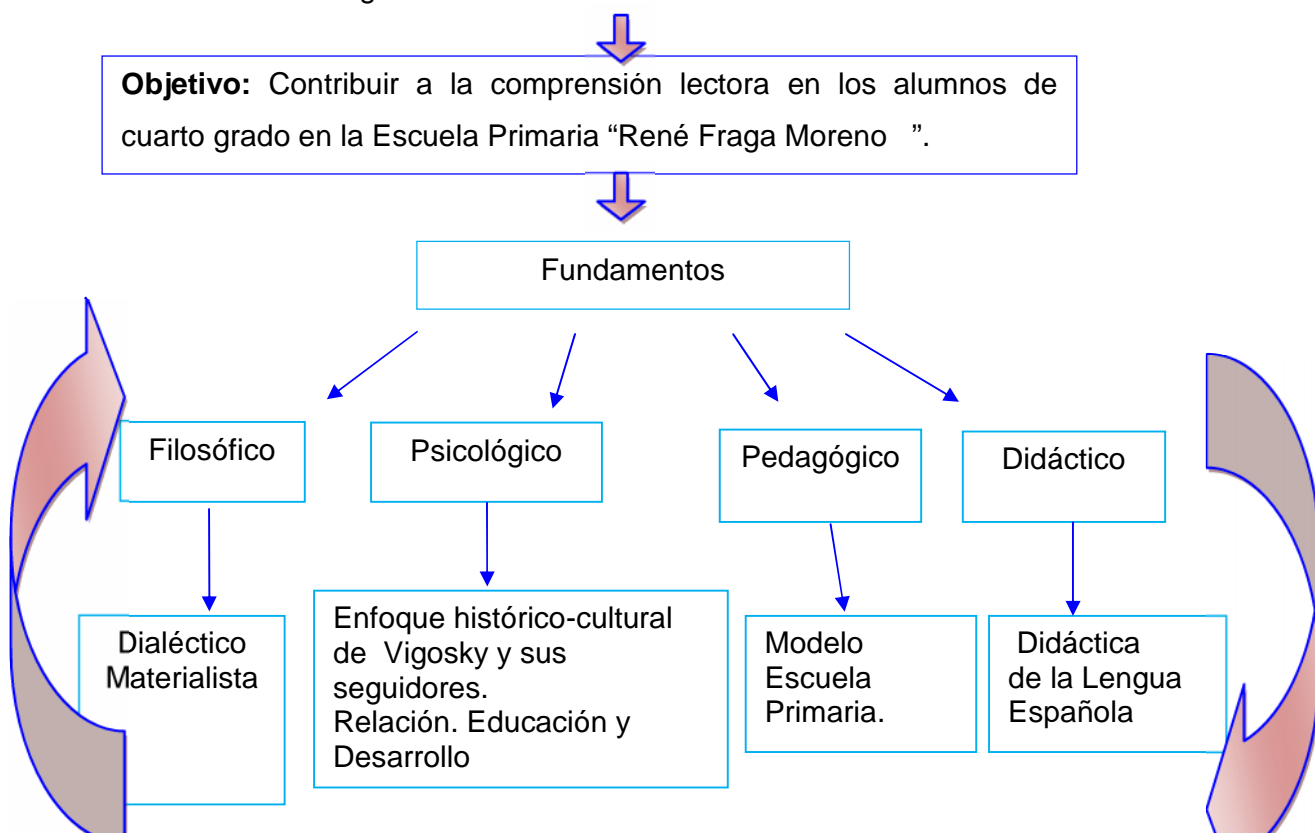 Objetivo: Contribuir a la comprensión lectora en los alumnos de
cuarto grado en la Escuela Primaria “René Fraga Moreno ”.
Fundamentos
Filosófico
Psicológico
Pedagógico
Didáctico
Dialéctico
Materialista
Enfoque histórico-cultural
de Vigosky y sus
seguidores.
Relación. Educación y
Desarrollo
Modelo
Escuela
Primaria.
Didáctica
de la Lengua
Española